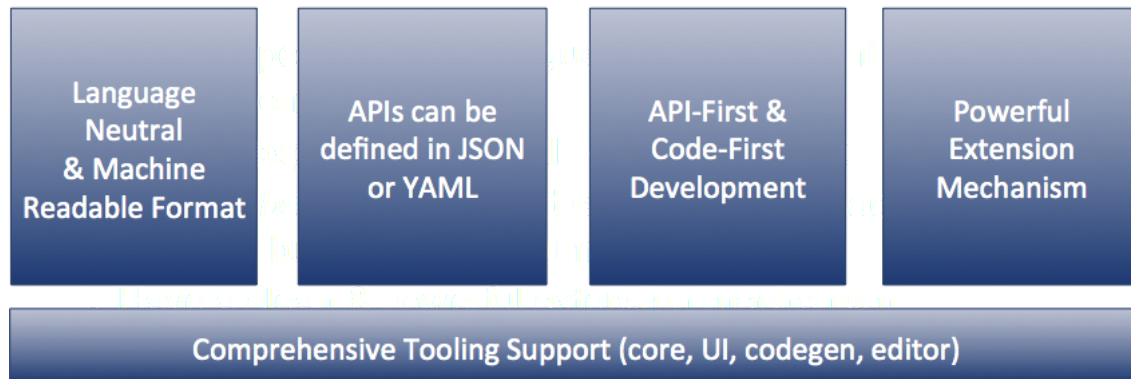 Language
Neutral
& Machine
Readable Format
APIs can be
defined in JSON
or YAML
API-First &
Code-First
Development
Powerful
Extension
Mechanism
Comprehensive Tooling Support (core, UI, codegen, editor)